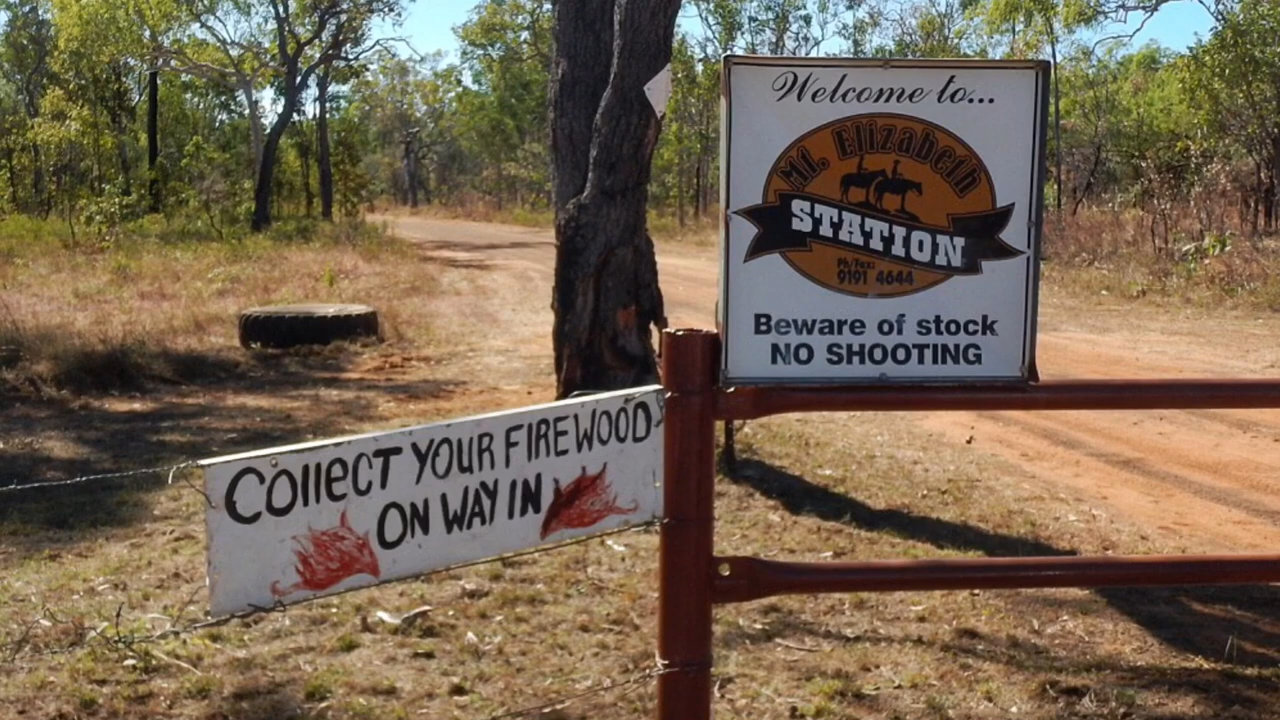 Welcome to...
Mt. Elizabeth
STATION
Ph/Fax:
9191 4644
Beware of stock
NO SHOOTING
COllECT YOUR FIREWOOD
ON WAY IN